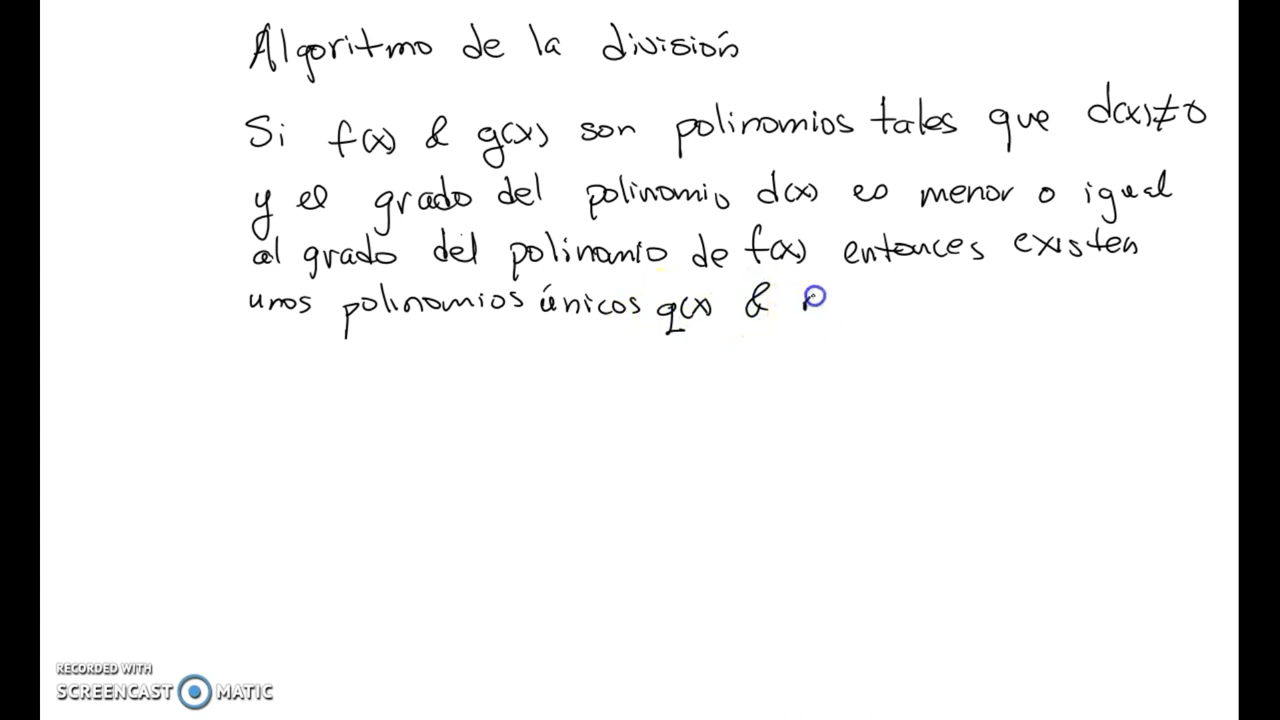 Algoritmo de la división
Si f(x) & g(x) son polinomios tales que d(x)≠0
y el grado del polinomio d(x) es menor o igual
al grado del polinomio de f(x) entonces existen
unos polinomios únicos q(x) & r
RECORDED WITH
SCREENCAST MATIC